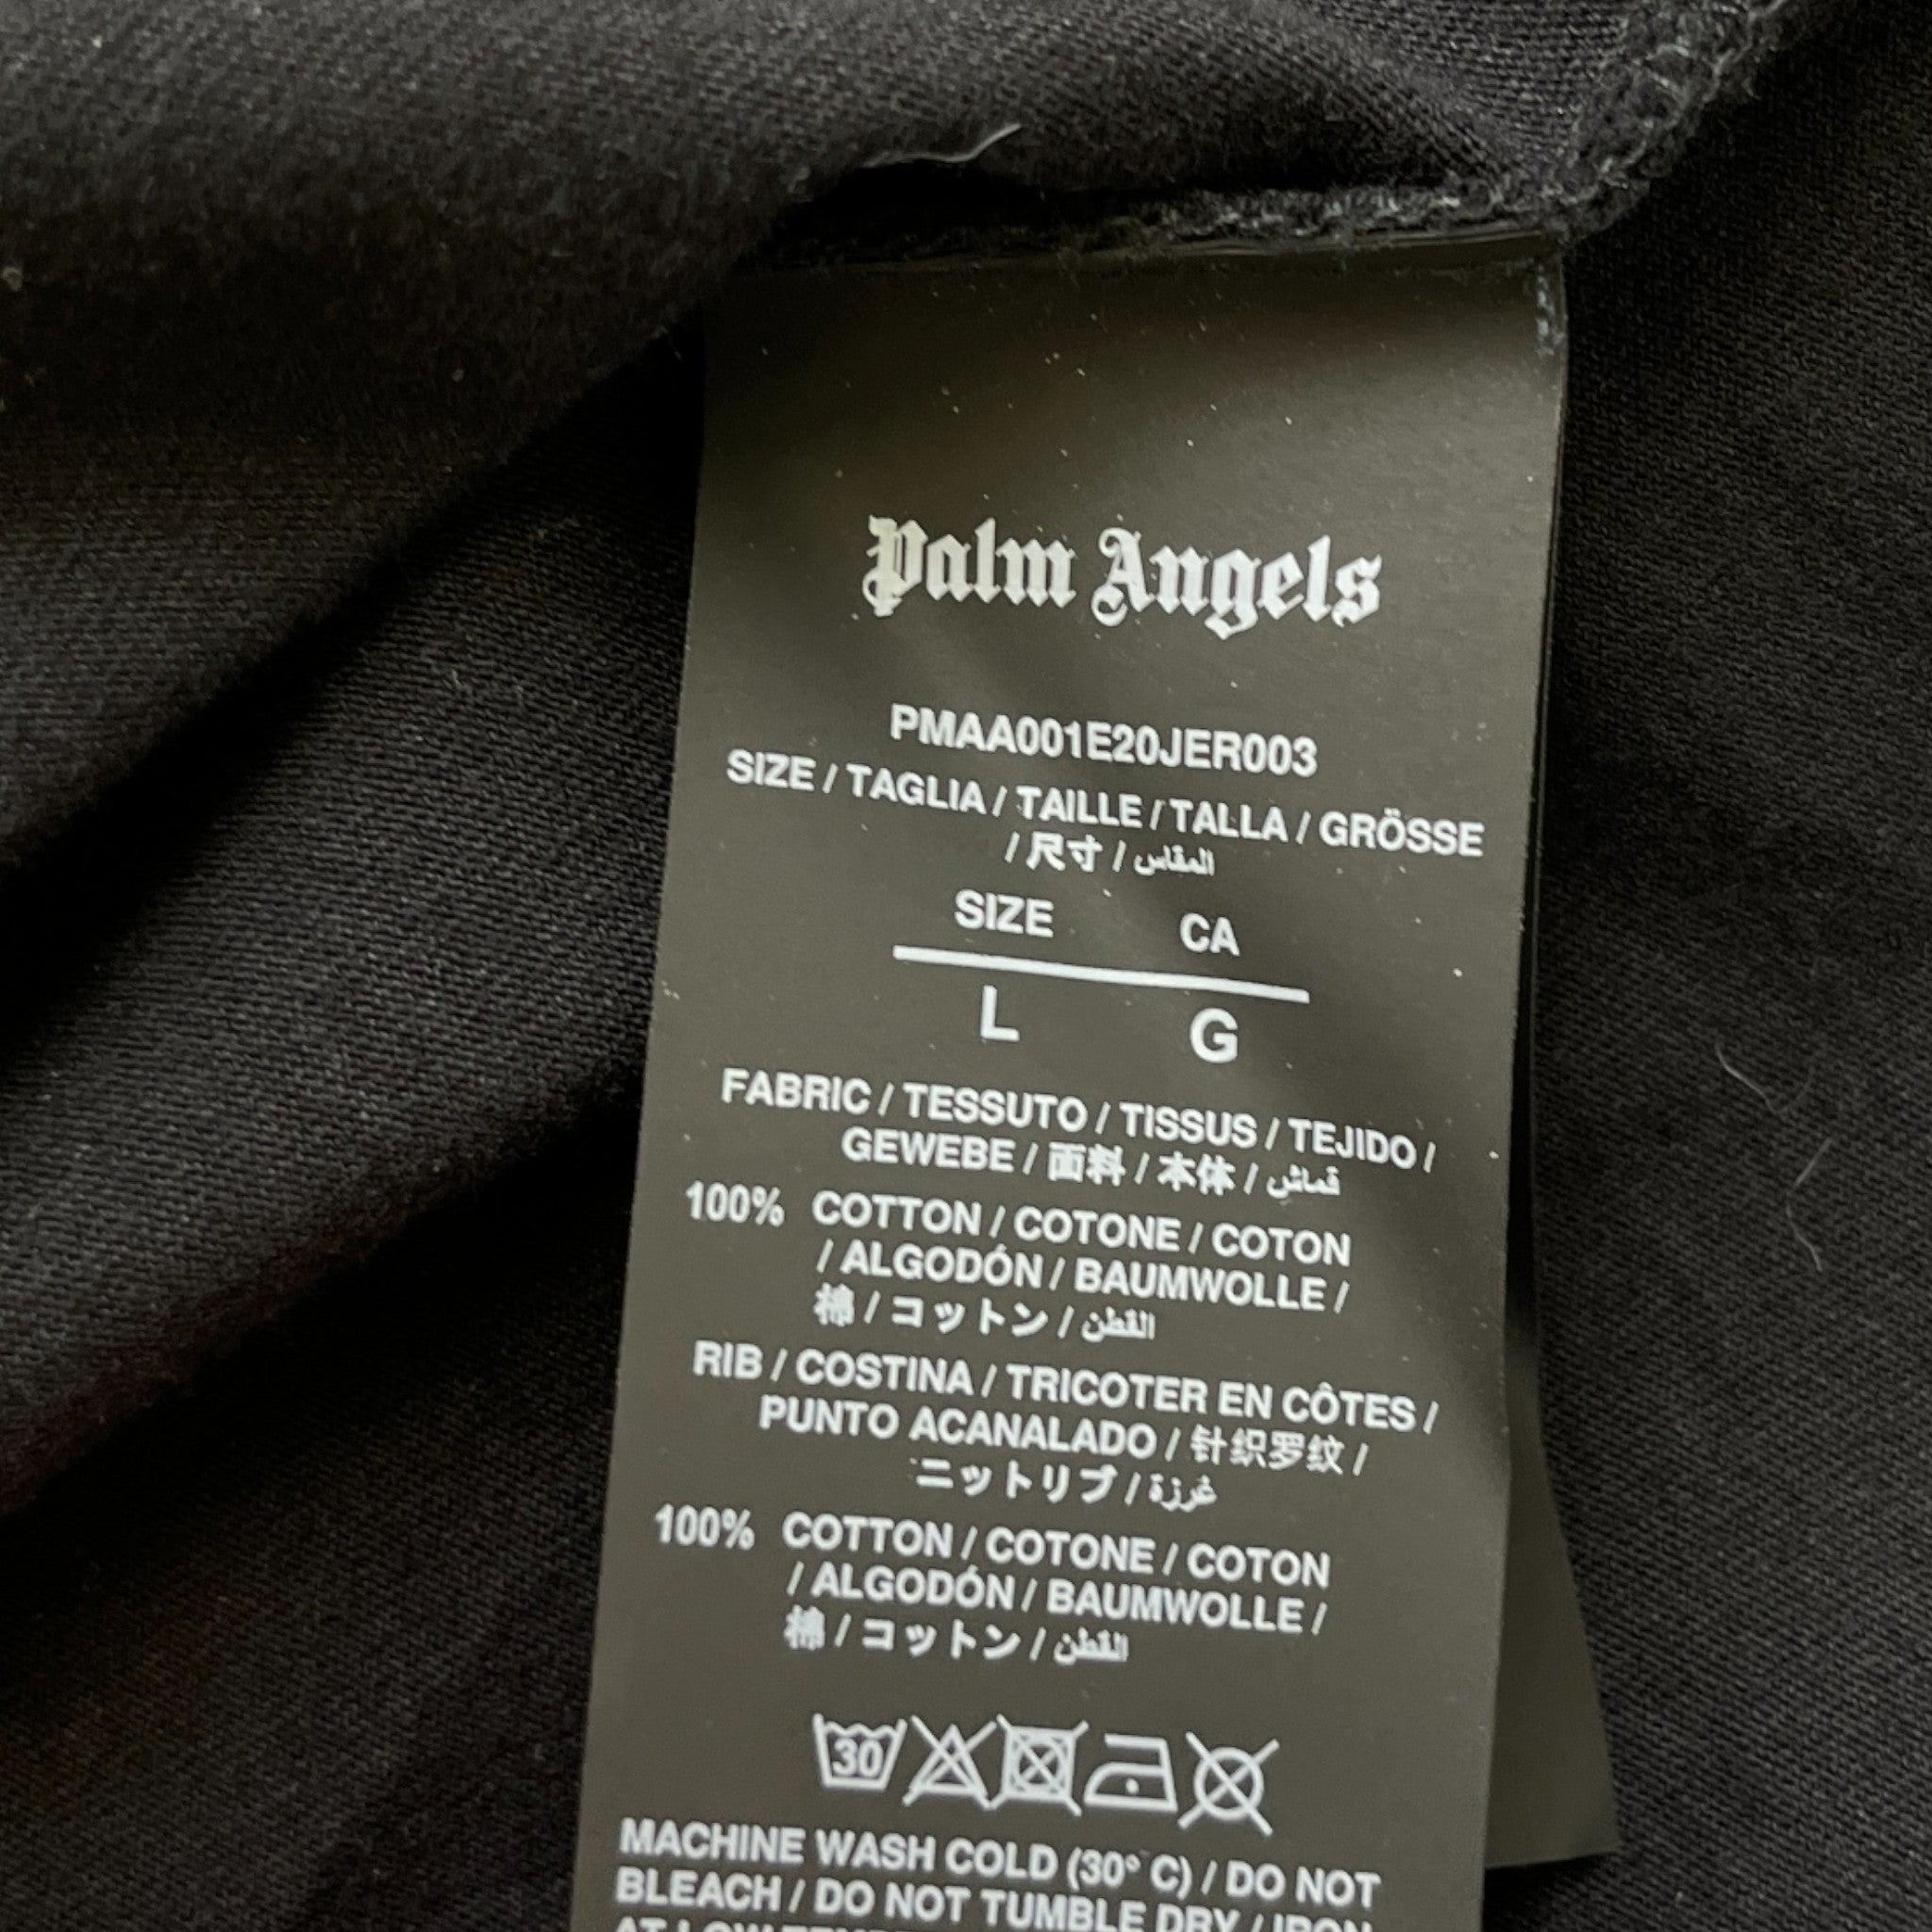 Palm Angels
PMAA001E20JER003
SIZE / TAGLIA / TAILLE / TALLA / GRÖSSE
/ 尺寸 / المقاس
SIZE CA
L G
FABRIC / TESSUTO / TISSUS / TEJIDO /
GEWEBE / 面料 / 本体 / قماش
100% COTTON / COTONE / COTON
/ ALGODÓN / BAUMWOLLE /
棉 / コットン / القطن
RIB / COSTINA / TRICOTER EN CÔTES /
PUNTO ACANALADO / 针织罗纹 /
ニットリブ / غرزة
100% COTTON / COTONE / COTON
/ ALGODÓN / BAUMWOLLE /
棉 / コットン / القطن
30
MACHINE WASH COLD (30° C) / DO NOT
BLEACH / DO NOT TUMBLE DRY / IRON
AT LOW